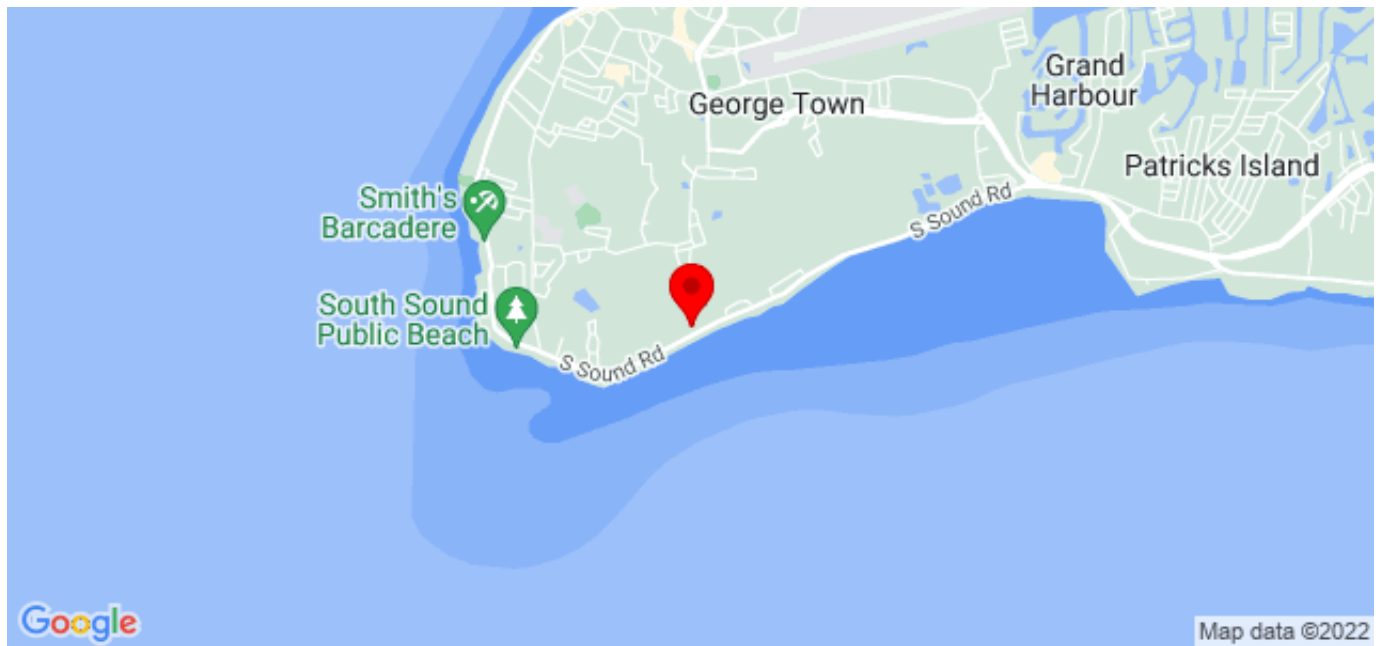 Grand
Harbour
George Town
Patricks Island
Smith's
Barcadere
S Sound Rd
South Sound
Public Beach
S Sound Rd
Google
Map data ©2022